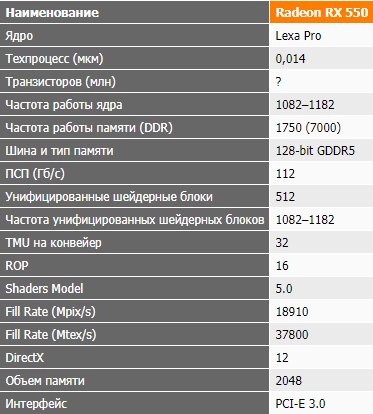 Наименование Radeon RX 550
Ядро Lexa Pro
Техпроцесс (мкм) 0,014
Транзисторов (млн) ?
Частота работы ядра 1082–1182
Частота работы памяти (DDR) 1750 (7000)
Шина и тип памяти 128-bit GDDR5
ПСП (Гб/с) 112
Унифицированные шейдерные блоки 512
Частота унифицированных шейдерных блоков 1082–1182
TMU на конвейер 32
ROP 16
Shaders Model 5.0
Fill Rate (Mpix/s) 18910
Fill Rate (Mtex/s) 37800
DirectX 12
Объем памяти 2048
Интерфейс PCI-E 3.0